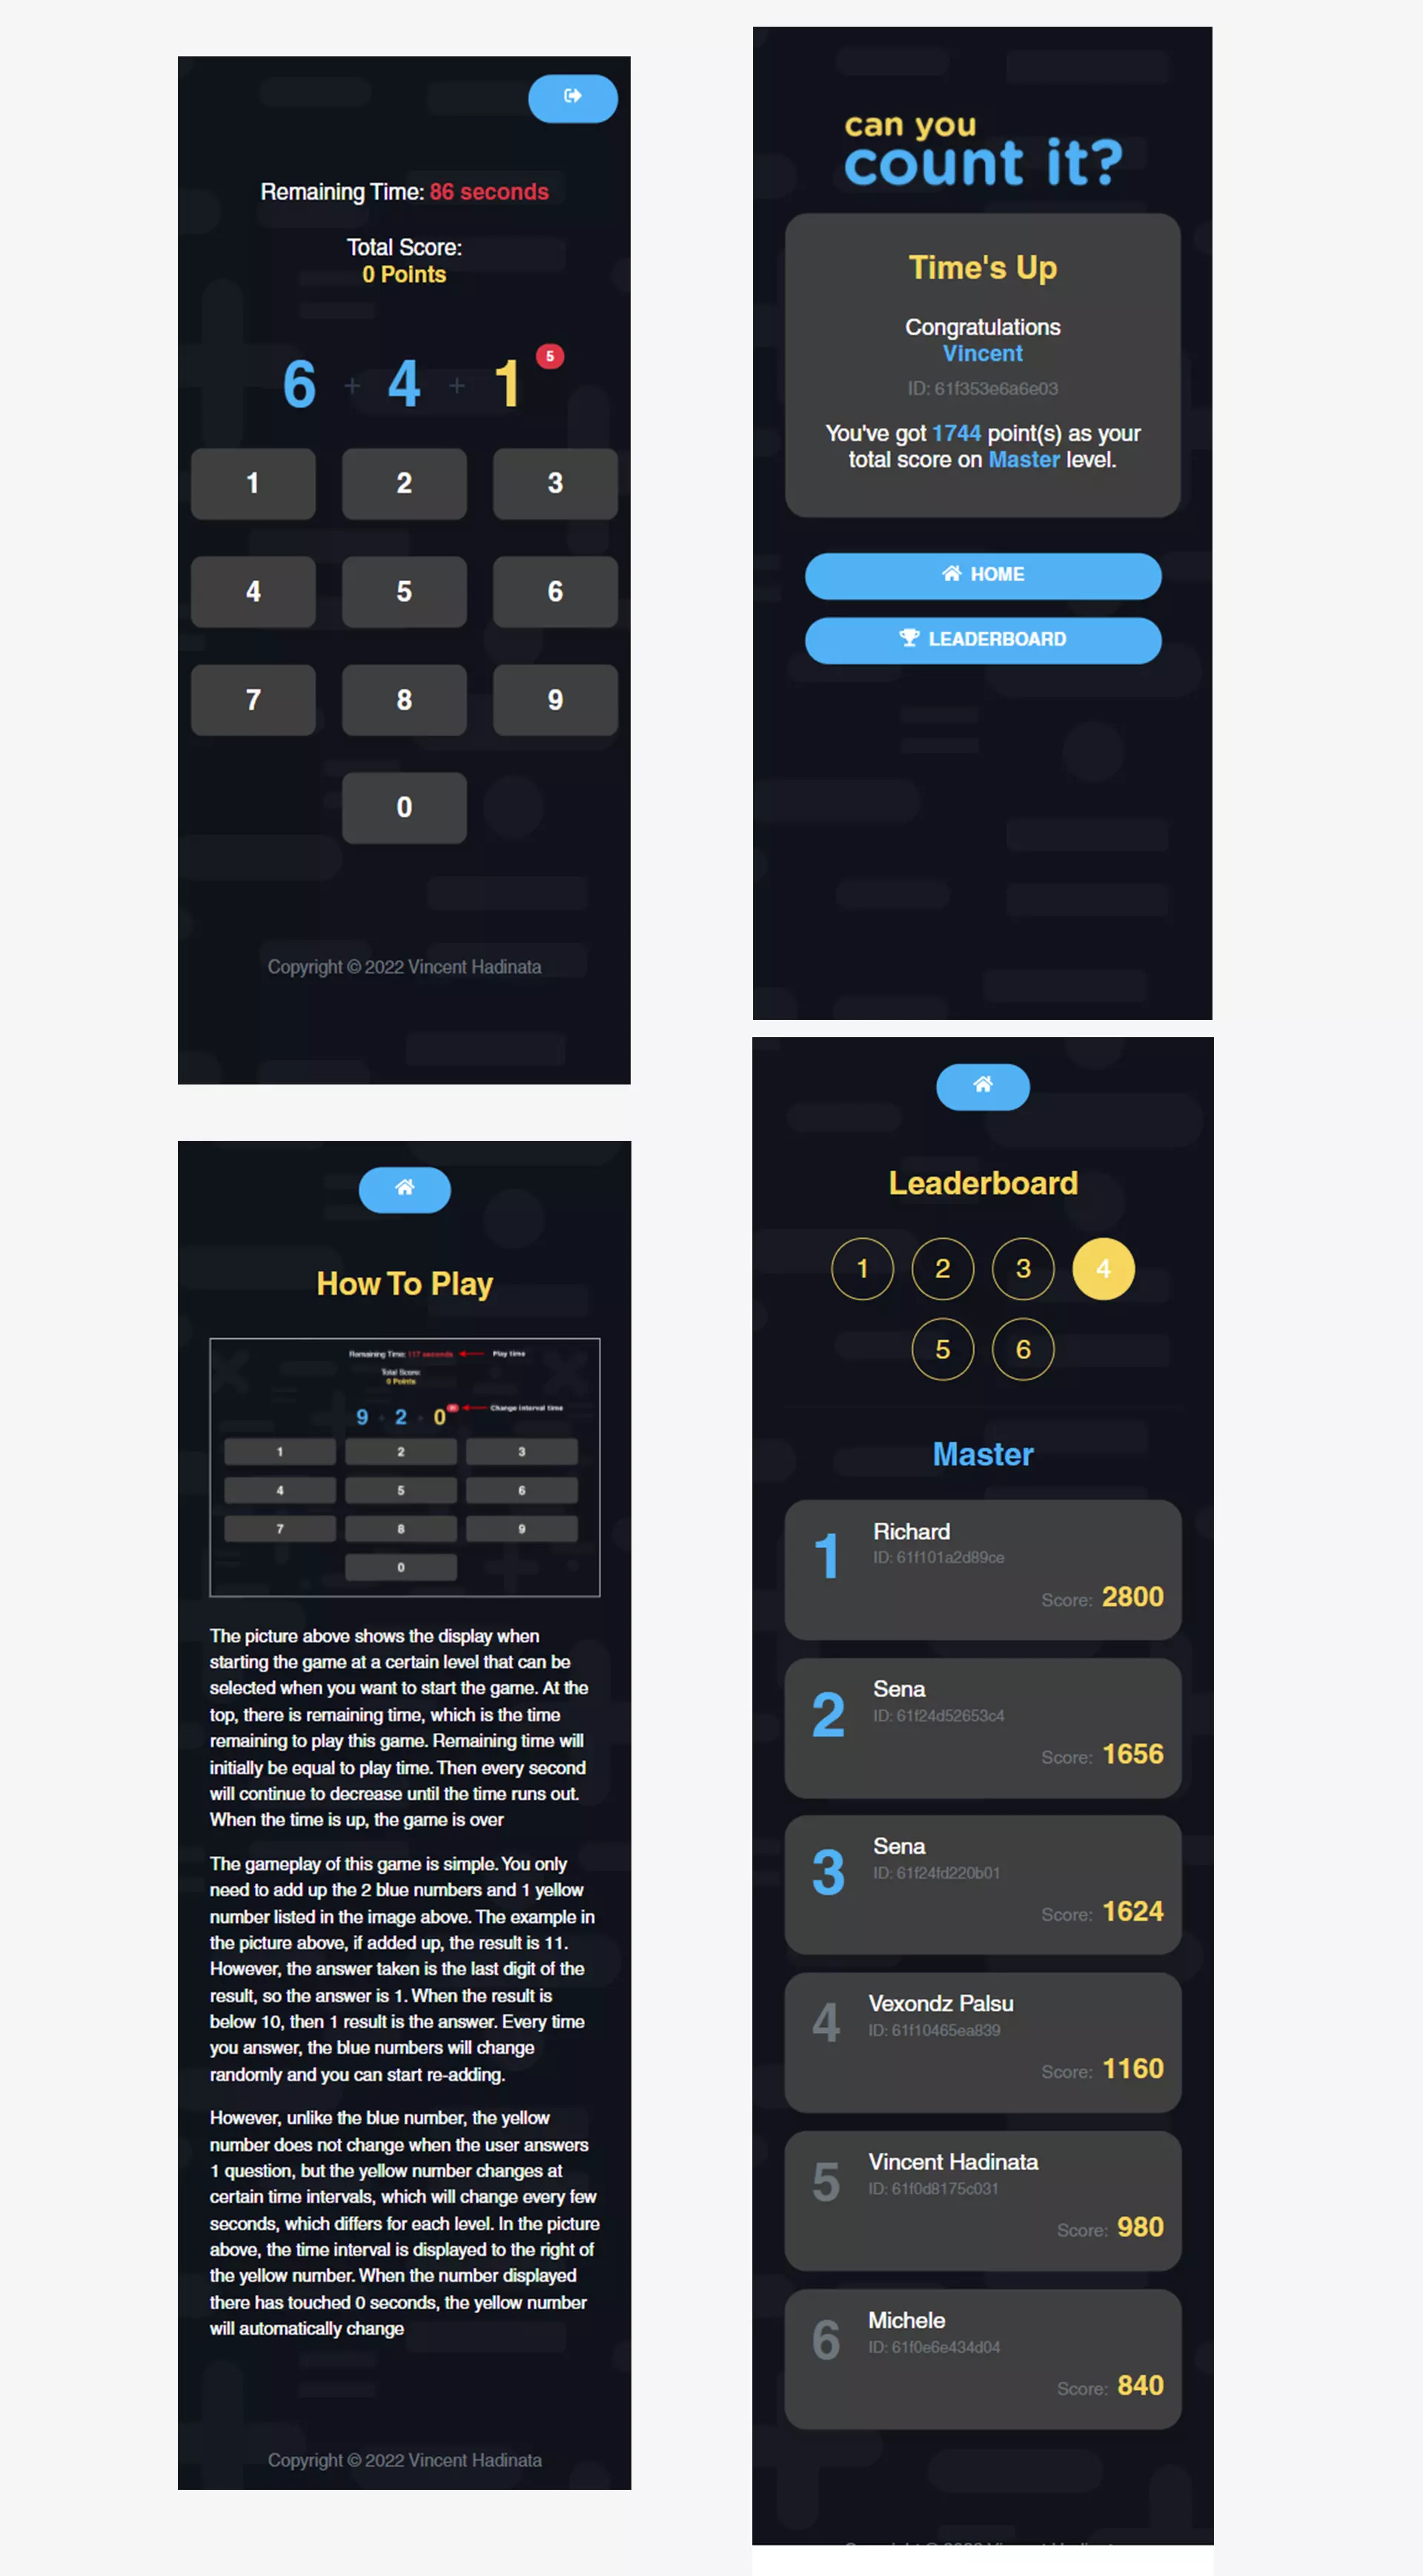 Remaining Time: 86 seconds
Total Score:
0 Points
6 + 4 + 1 5
1 2 3
4 5 6
7 8 9
0
Copyright © 2022 Vincent Hadinata
can you
count it?
Time's Up
Congratulations
Vincent
ID: 61f353e6a6e03
You've got 1744 point(s) as your
total score on Master level.
HOME
LEADERBOARD
How To Play
Remaining Time: 117 seconds Play time
Total Score:
0 Points
9 + 2 + 0 Change interval time
1 2 3
4 5 6
7 8 9
0
The picture above shows the display when
starting the game at a certain level that can be
selected when you want to start the game. At the
top, there is remaining time, which is the time
remaining to play this game. Remaining time will
initially be equal to play time. Then every second
will continue to decrease until the time runs out.
When the time is up, the game is over
The gameplay of this game is simple. You only
need to add up the 2 blue numbers and 1 yellow
number listed in the image above. The example in
the picture above, if added up, the result is 11.
However, the answer taken is the last digit of the
result, so the answer is 1. When the result is
below 10, then 1 result is the answer. Every time
you answer, the blue numbers will change
randomly and you can start re-adding.
However, unlike the blue number, the yellow
number does not change when the user answers
1 question, but the yellow number changes at
certain time intervals, which will change every few
seconds, which differs for each level. In the picture
above, the time interval is displayed to the right of
the yellow number. When the number displayed
there has touched 0 seconds, the yellow number
will automatically change
Copyright © 2022 Vincent Hadinata
Leaderboard
1 2 3 4
5 6
Master
1 Richard
ID: 61f101a2d89ce
Score: 2800
2 Sena
ID: 61f24d52653c4
Score: 1656
3 Sena
ID: 61f24fd220b01
Score: 1624
4 Vexondz Palsu
ID: 61f10465ea839
Score: 1160
5 Vincent Hadinata
ID: 61f0d8175c031
Score: 980
6 Michele
ID: 61f0e6e434d04
Score: 840